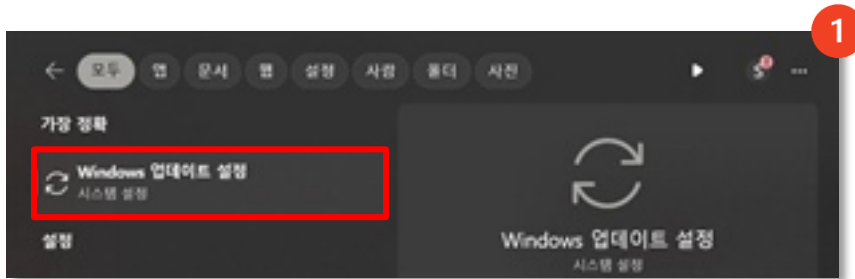 1
모두 앱 문서 웹 설정 사람 폴더 사진 S ...
가장 정확
Windows 업데이트 설정
시스템 설정
설정
Windows 업데이트 설정
시스템 설정